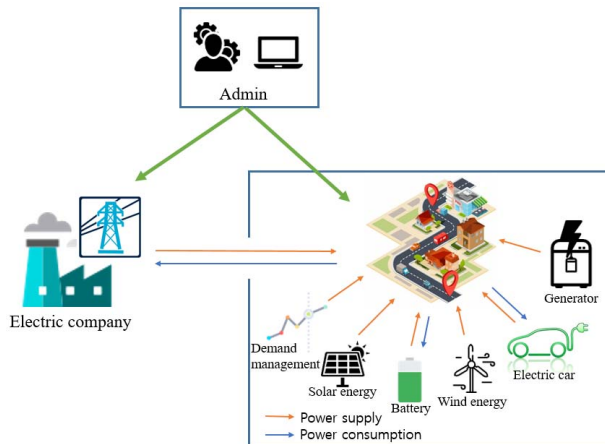 Admin
Electric company
Generator
Demand
management
Solar energy
Battery
Wind energy
Electric car
Power supply
Power consumption